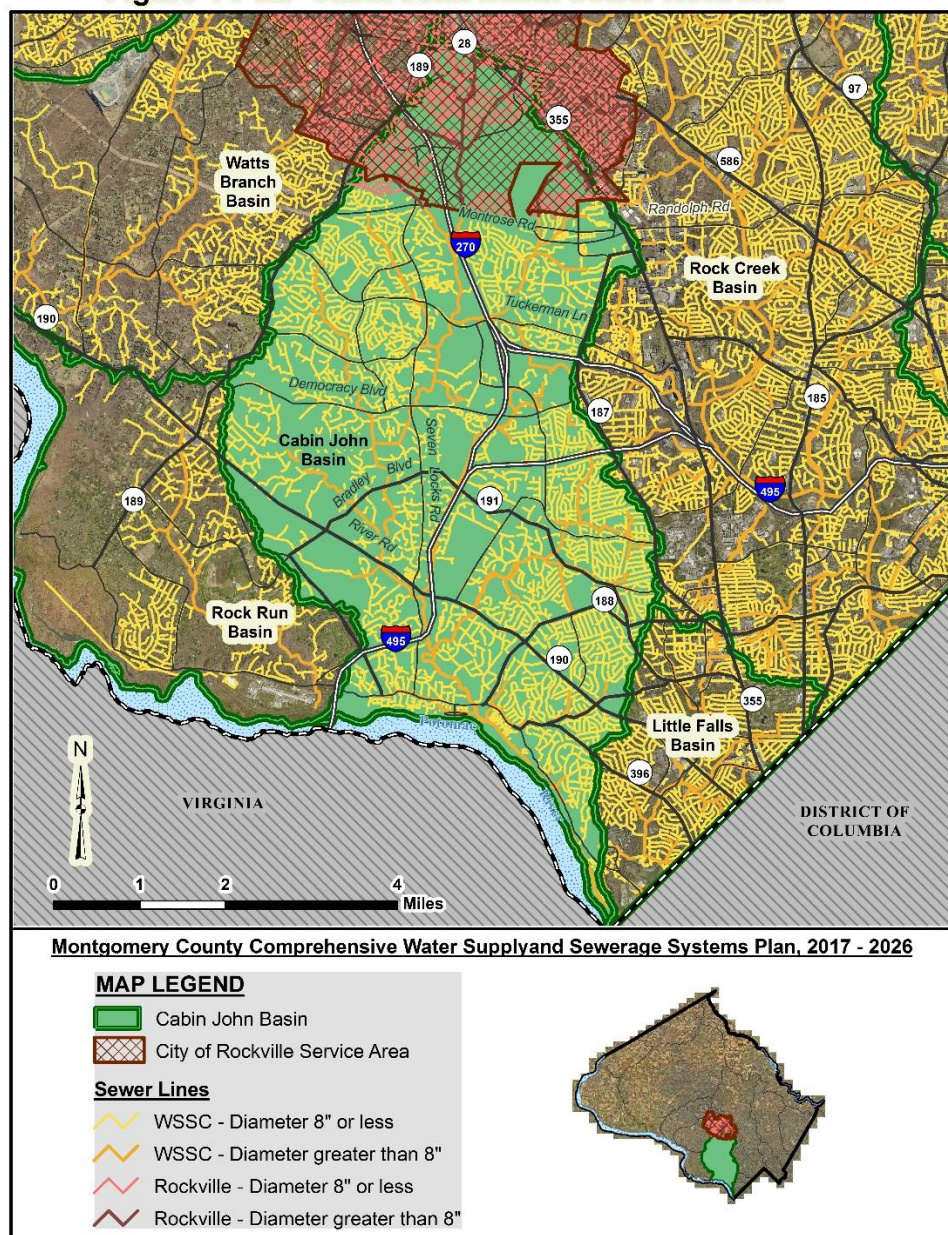 28
189
97
355
586
Watts
Branch
Basin
Randolph Rd
Montrose Rd
270
Rock Creek
Basin
Tuckerman Ln
190
Democracy Blvd
185
187
Cabin John
Basin
Seven Locks Rd
Bradley Blvd
189
191
495
River Rd
Rock Run
Basin
188
495
190
355
Potomac
River
Little Falls
Basin
396
N
VIRGINIA
DISTRICT OF
COLUMBIA
0 1 2 4
Miles
Montgomery County Comprehensive Water Supplyand Sewerage Systems Plan, 2017 - 2026
MAP LEGEND
Cabin John Basin
City of Rockville Service Area
Sewer Lines
WSSC - Diameter 8" or less
WSSC - Diameter greater than 8"
Rockville - Diameter 8" or less
Rockville - Diameter greater than 8"